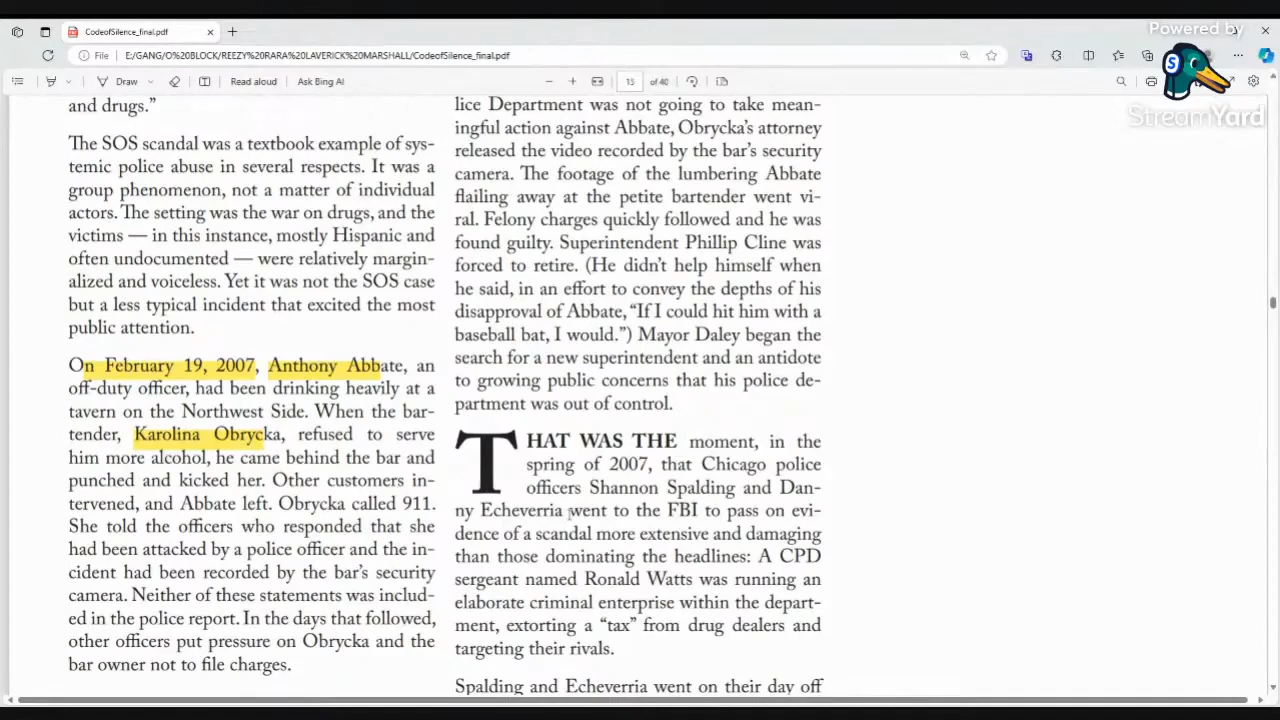 Powered by
CodeofSilence_final.pdf
File
E:/GANG/O%20BLOCK/REEZY%20RARA%20LAVERICK%20MARSHALL/CodeofSilence_final.pdf
Draw
Read aloud
Ask Bing AI
15
of 40
S
StreamYard
and drugs.”
The SOS scandal was a textbook example of sys-
temic police abuse in several respects. It was a
group phenomenon, not a matter of individual
actors. The setting was the war on drugs, and the
victims — in this instance, mostly Hispanic and
often undocumented — were relatively margin-
alized and voiceless. Yet it was not the SOS case
but a less typical incident that excited the most
public attention.
On February 19, 2007, Anthony Abbate, an
off-duty officer, had been drinking heavily at a
tavern on the Northwest Side. When the bar-
tender, Karolina Obrycka, refused to serve
him more alcohol, he came behind the bar and
punched and kicked her. Other customers in-
tervened, and Abbate left. Obrycka called 911.
She told the officers who responded that she
had been attacked by a police officer and the in-
cident had been recorded by the bar’s security
camera. Neither of these statements was includ-
ed in the police report. In the days that followed,
other officers put pressure on Obrycka and the
bar owner not to file charges.
lice Department was not going to take mean-
ingful action against Abbate, Obrycka’s attorney
released the video recorded by the bar’s security
camera. The footage of the lumbering Abbate
flailing away at the petite bartender went vi-
ral. Felony charges quickly followed and he was
found guilty. Superintendent Phillip Cline was
forced to retire. (He didn’t help himself when
he said, in an effort to convey the depths of his
disapproval of Abbate, “If I could hit him with a
baseball bat, I would.”) Mayor Daley began the
search for a new superintendent and an antidote
to growing public concerns that his police de-
partment was out of control.
THAT WAS THE moment, in the
spring of 2007, that Chicago police
officers Shannon Spalding and Dan-
ny Echeverria went to the FBI to pass on evi-
dence of a scandal more extensive and damaging
than those dominating the headlines: A CPD
sergeant named Ronald Watts was running an
elaborate criminal enterprise within the depart-
ment, extorting a “tax” from drug dealers and
targeting their rivals.
Spalding and Echeverria went on their day off